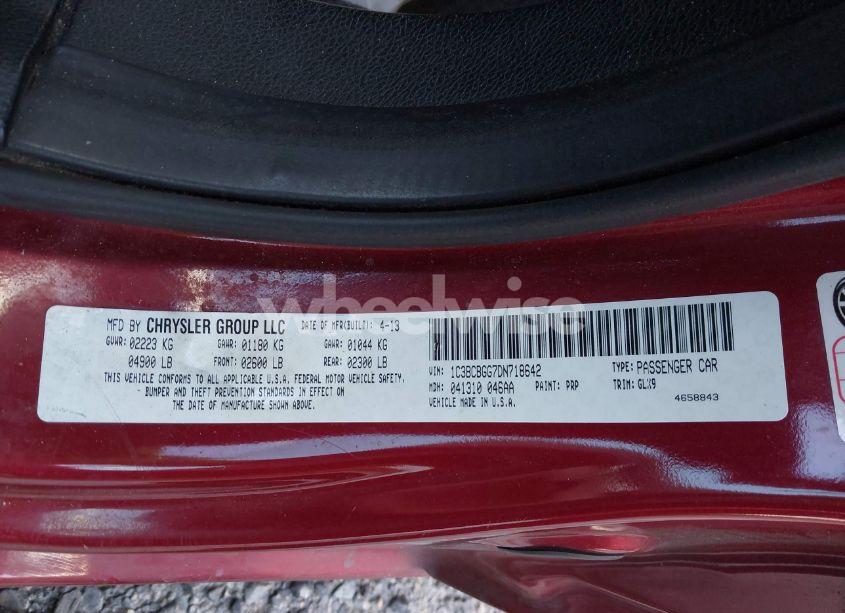 wheelwise
MFD BY CHRYSLER GROUP LLC DATE OF MFR(BUILT): 4-13
GVWR: 02223 KG GAWR: 01180 KG GAWR: 01044 KG
04900 LB FRONT: 02600 LB REAR: 02300 LB
THIS VEHICLE CONFORMS TO ALL APPLICABLE U.S.A. FEDERAL MOTOR VEHICLE SAFETY,
- BUMPER AND THEFT PREVENTION STANDARDS IN EFFECT ON
THE DATE OF MANUFACTURE SHOWN ABOVE.
VIN: 1C3BCBGG7DN718642 TYPE: PASSENGER CAR
MDH: 041310 046AA PAINT: PRP TRIM: GLX9
VEHICLE MADE IN U.S.A. 4658843